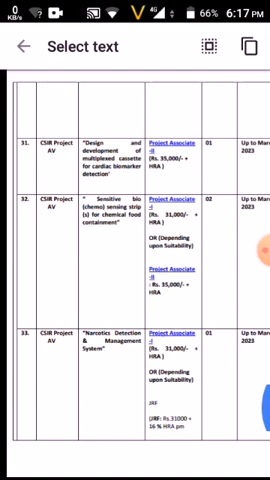 0
KB/s
?
4G
66%
6:17 PM
Select text
31.
CSIR Project
AV
"Design and
development of
multiplexed cassette
for cardiac biomarker
detection'
Project Associate
-II
(Rs. 35,000/- +
HRA )
01
Up to Mar
2023
32.
CSIR Project
AV
" Sensitive bio
(chemo) sensing strip
(s) for chemical food
containment"
Project Associate
-I
(Rs. 31,000/- +
HRA )
OR (Depending
upon Suitability)
Project Associate
-II
: Rs. 35,000/- +
HRA
02
Up to Mar
2023
33.
CSIR Project
AV
"Narcotics Detection
& Management
System"
Project Associate
-I
(Rs. 31,000/- +
HRA )
OR (Depending
upon Suitability)
JRF
(JRF: Rs.31000 +
16 % HRA pm
01
Up to Mar
2023